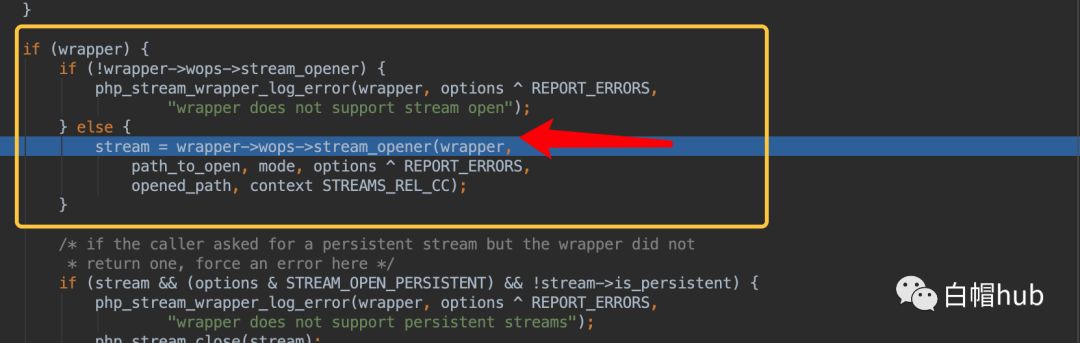 }
if (wrapper) {
if (!wrapper->wops->stream_opener) {
php_stream_wrapper_log_error(wrapper, options ^ REPORT_ERRORS,
"wrapper does not support stream open");
} else {
stream = wrapper->wops->stream_opener(wrapper,
path_to_open, mode, options ^ REPORT_ERRORS,
opened_path, context STREAMS_REL_CC);
}
/* if the caller asked for a persistent stream but the wrapper did not
* return one, force an error here */
if (stream && (options & STREAM_OPEN_PERSISTENT) && !stream->is_persistent) {
php_stream_wrapper_log_error(wrapper, options ^ REPORT_ERRORS,
"wrapper does not support persistent streams");
php_stream_close(stream);
白帽hub